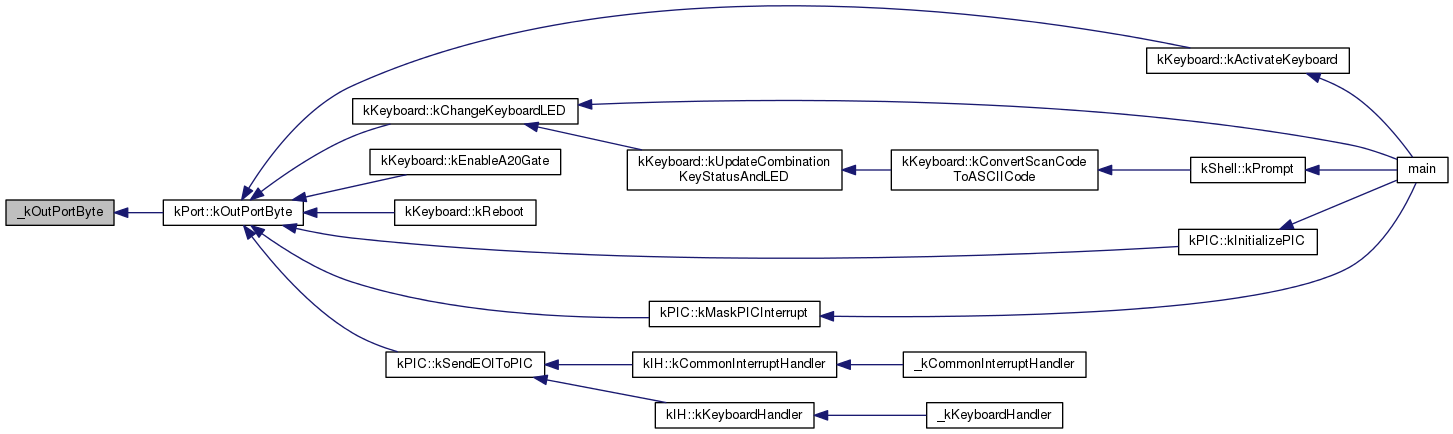 kKeyboard::kActivateKeyboard
kKeyboard::kChangeKeyboardLED
kKeyboard::kEnableA20Gate
kKeyboard::kUpdateCombination
KeyStatusAndLED
kKeyboard::kConvertScanCode
ToASCIICode
kShell::kPrompt
main
_kOutPortByte
kPort::kOutPortByte
kKeyboard::kReboot
kPIC::kInitializePIC
kPIC::kMaskPICInterrupt
kPIC::kSendEOIToPIC
kIH::kCommonInterruptHandler
_kCommonInterruptHandler
kIH::kKeyboardHandler
_kKeyboardHandler